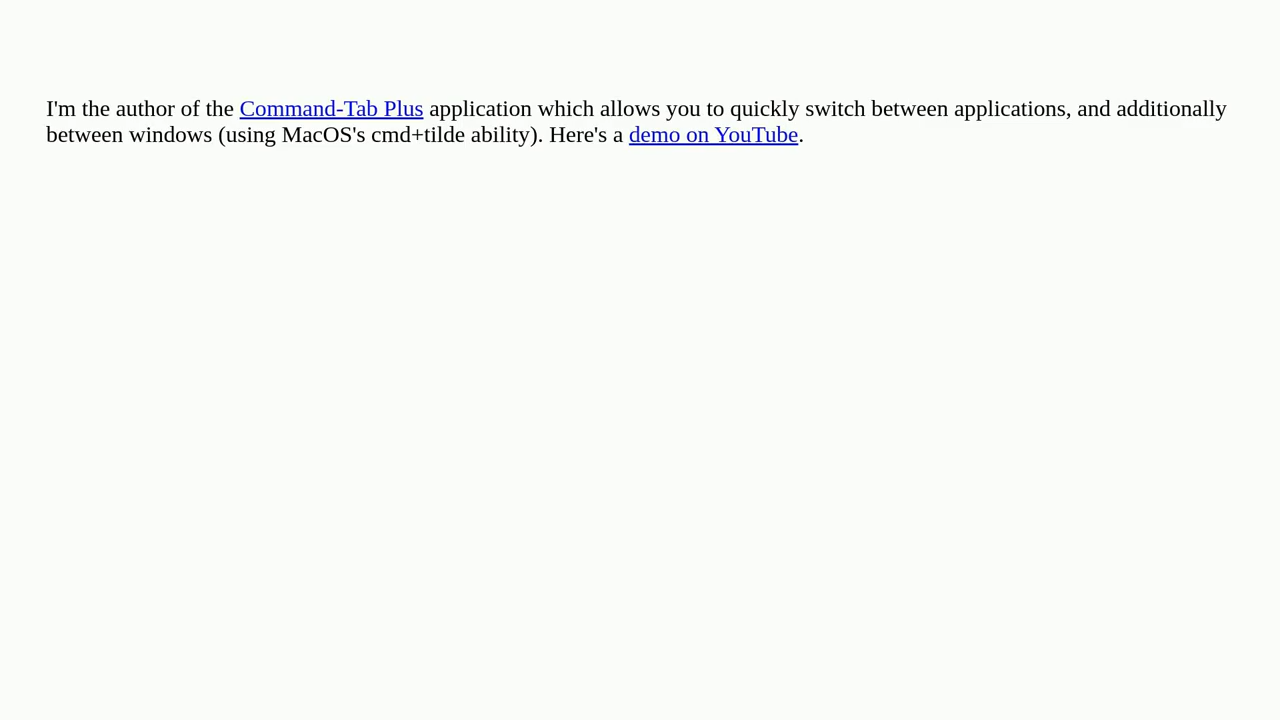 I'm the author of the Command-Tab Plus application which allows you to quickly switch between applications, and additionally
between windows (using MacOS's cmd+tilde ability). Here's a demo on YouTube.